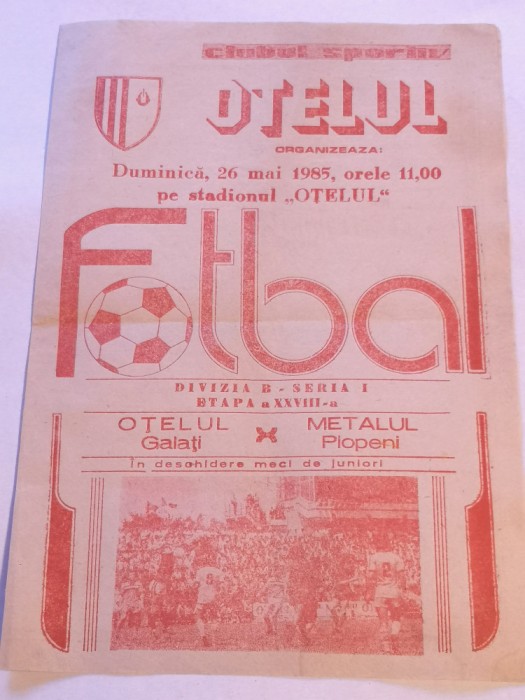 clubul sportiv
OȚELUL
ORGANIZEAZA:
Duminică, 26 mai 1985, orele 11,00
pe stadionul „OȚELUL“
Fotbal
DIVIZIA B - SERIA I
ETAPA a XXVIII-a
OȚELUL x METALUL
Galați Plopeni
În deschidere meci de juniori